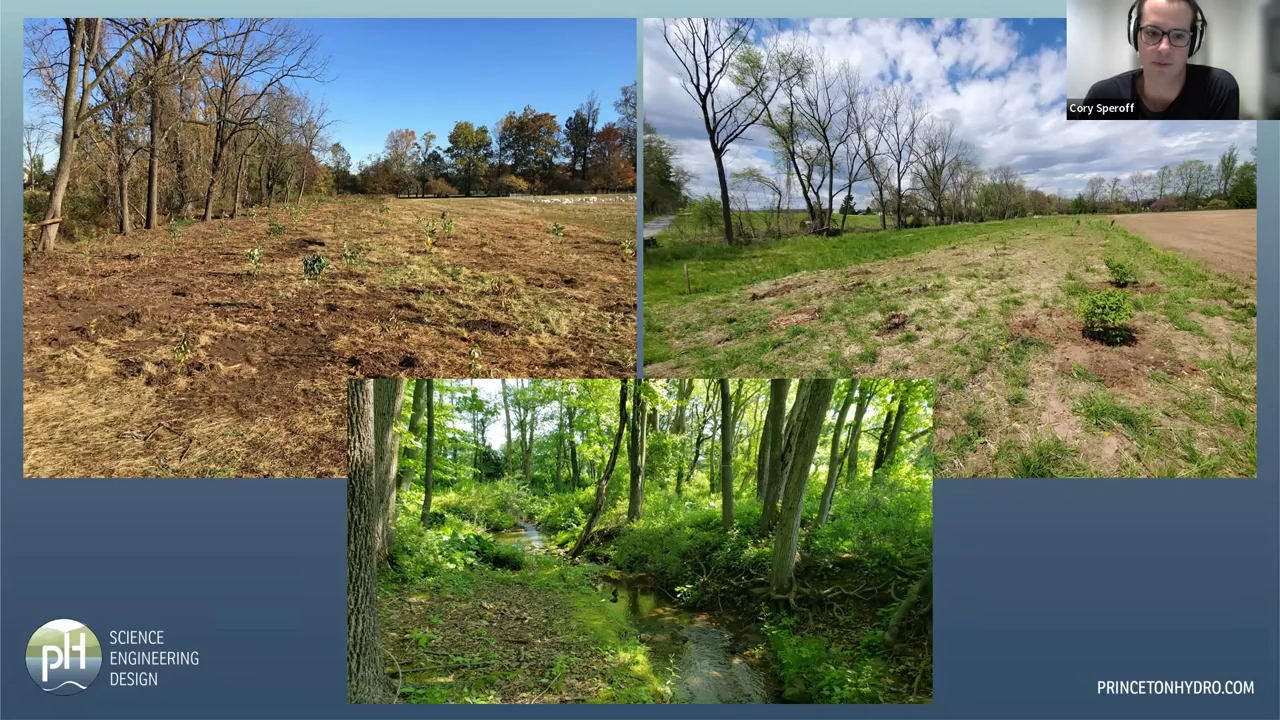 Cory Speroff
pH
SCIENCE
ENGINEERING
DESIGN
PRINCETONHYDRO.COM